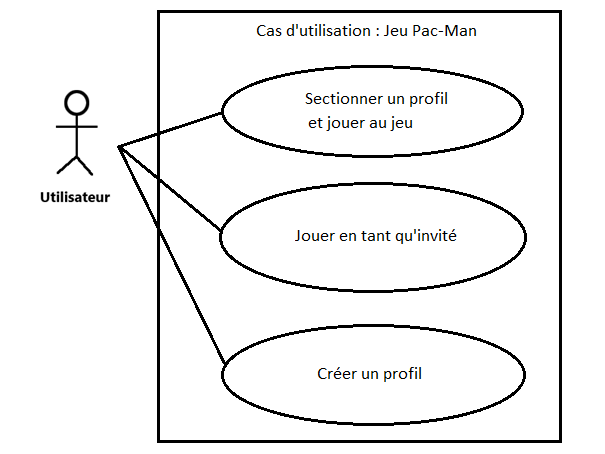 Cas d'utilisation : Jeu Pac-Man
Sectionner un profil
et jouer au jeu
Utilisateur
Jouer en tant qu'invité
Créer un profil